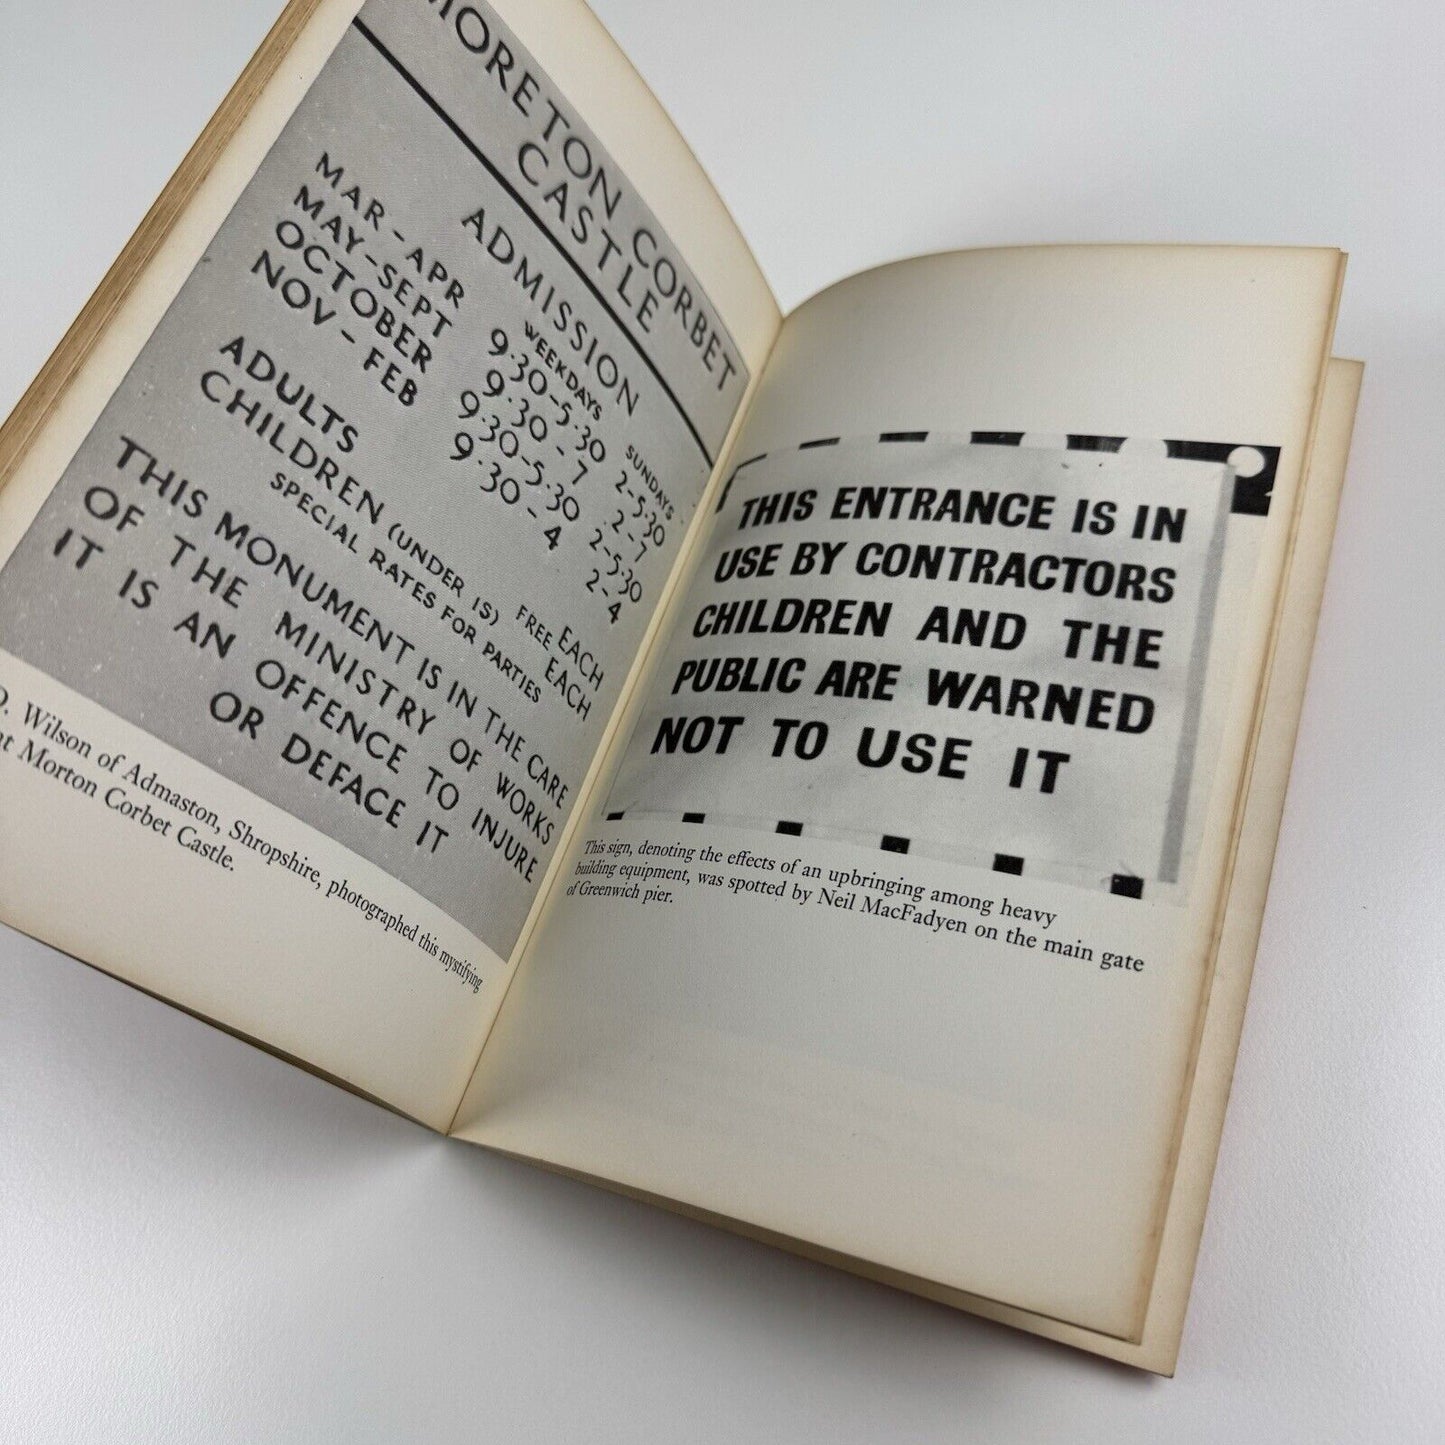 MORETON CORBET
CASTLE
ADMISSION
WEEKDAYS SUNDAYS
MAR - APR 9·30-5·30 2-5·30
MAY-SEPT 9·30 - 7 2-7
OCTOBER 9·30-5·30 2-5·30
NOV - FEB 9·30 - 4 2-4
ADULTS FREE EACH
CHILDREN (UNDER 15) EACH
SPECIAL RATES FOR PARTIES
THIS MONUMENT IS IN THE CARE
OF THE MINISTRY OF WORKS
IT IS AN OFFENCE TO INJURE
OR DEFACE IT
D. Wilson of Admaston, Shropshire, photographed this mystifying
at Morton Corbet Castle.
THIS ENTRANCE IS IN
USE BY CONTRACTORS
CHILDREN AND THE
PUBLIC ARE WARNED
NOT TO USE IT
This sign, denoting the effects of an upbringing among heavy
building equipment, was spotted by Neil MacFadyen on the main gate
of Greenwich pier.